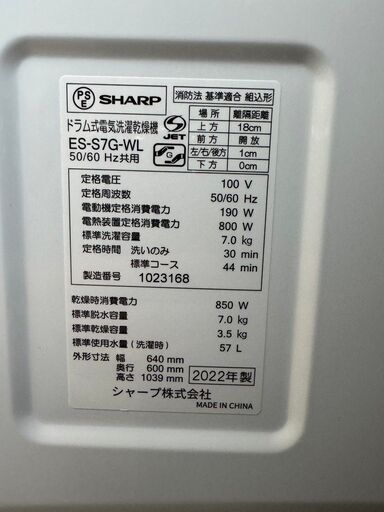 PSE SHARP
ドラム式電気洗濯乾燥機
ES-S7G-WL
50/60 Hz共用
S JET
消防法 基準適合 組込形
場所 離隔距離
上方 18cm
前方 開放
左/右/後方 1cm
下方 0cm
定格電圧 100 V
定格周波数 50/60 Hz
電動機定格消費電力 190 W
電熱装置定格消費電力 800 W
標準洗濯容量 7.0 kg
定格時間 洗いのみ 30 min
標準コース 44 min
製造番号 1023168
乾燥時消費電力 850 W
標準脱水容量 7.0 kg
標準乾燥容量 3.5 kg
標準使用水量(洗濯時) 57 L
外形寸法 幅 640 mm
奥行 600 mm
高さ 1039 mm
2022年製
シャープ株式会社
MADE IN CHINA